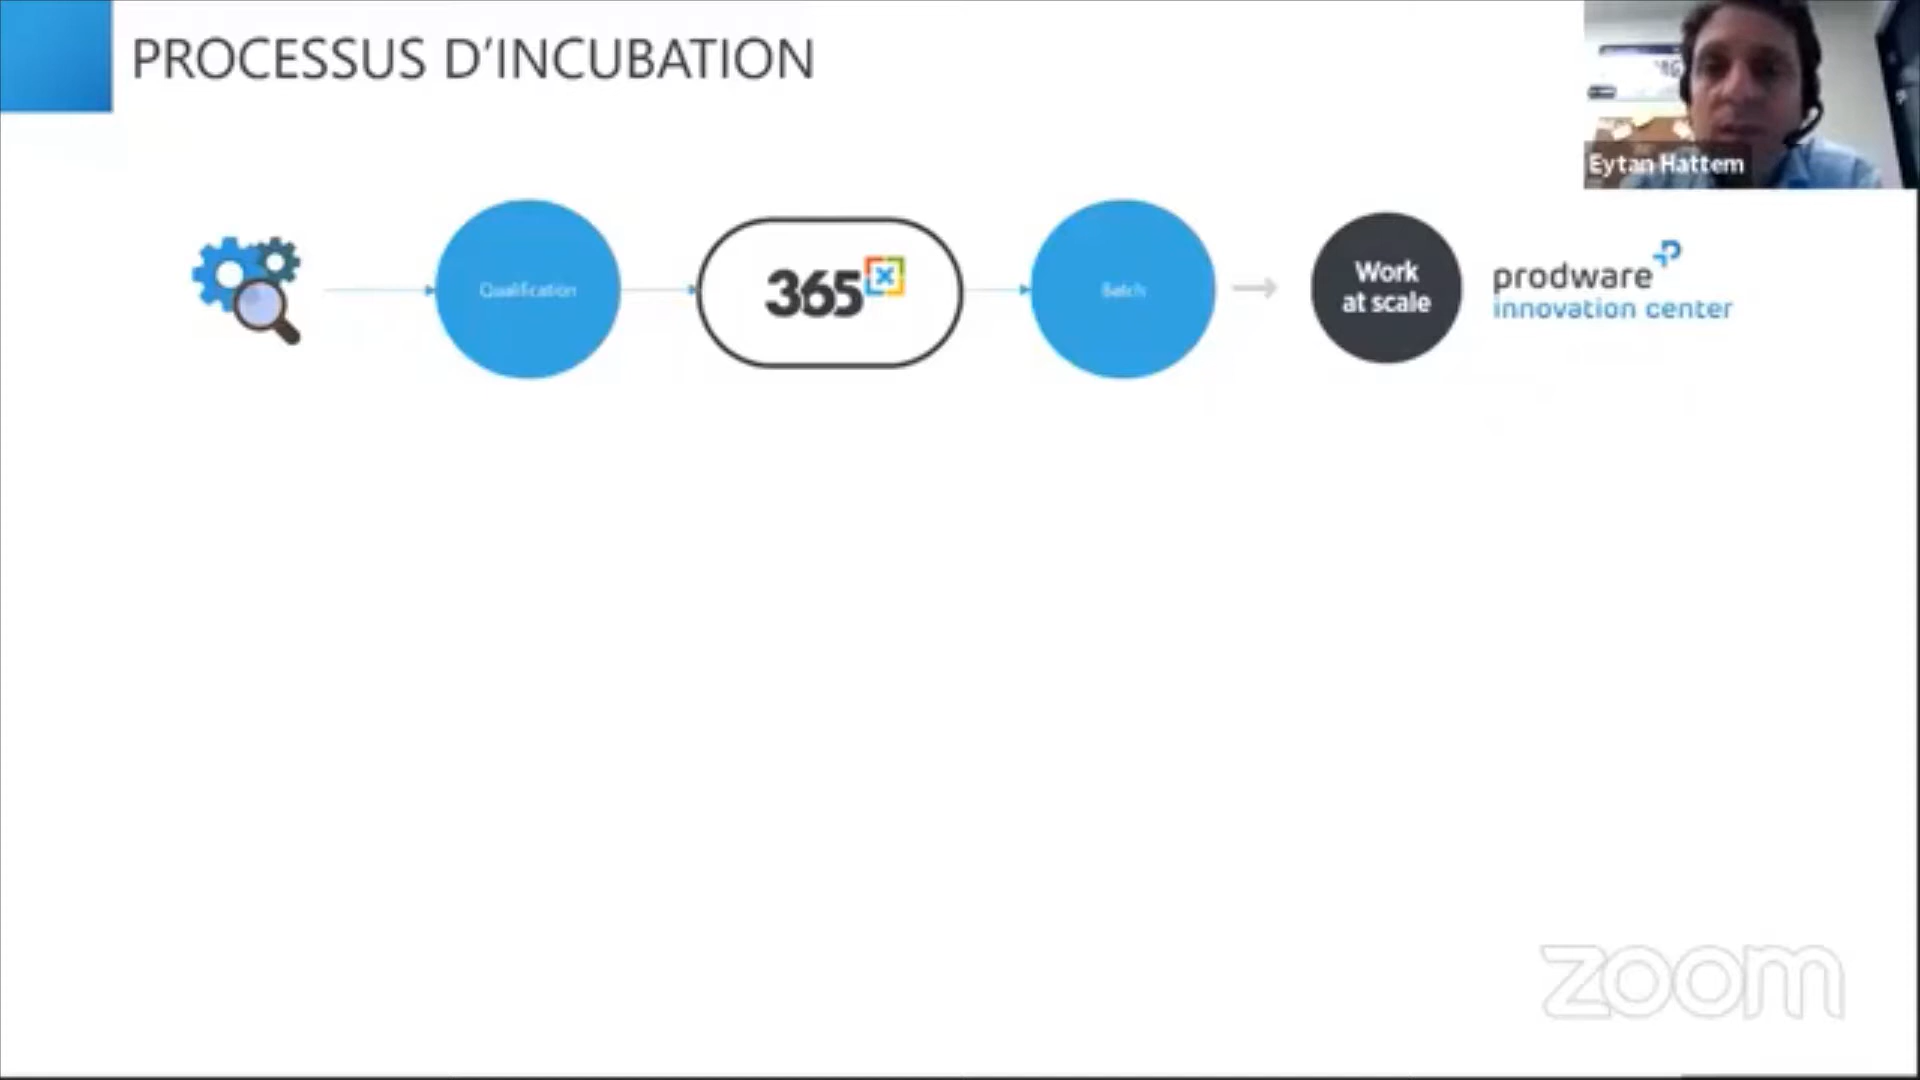 PROCESSUS D'INCUBATION
Eytan Hattem
Qualification
365
x
Batch
Work
at scale
prodware
innovation center
zoom